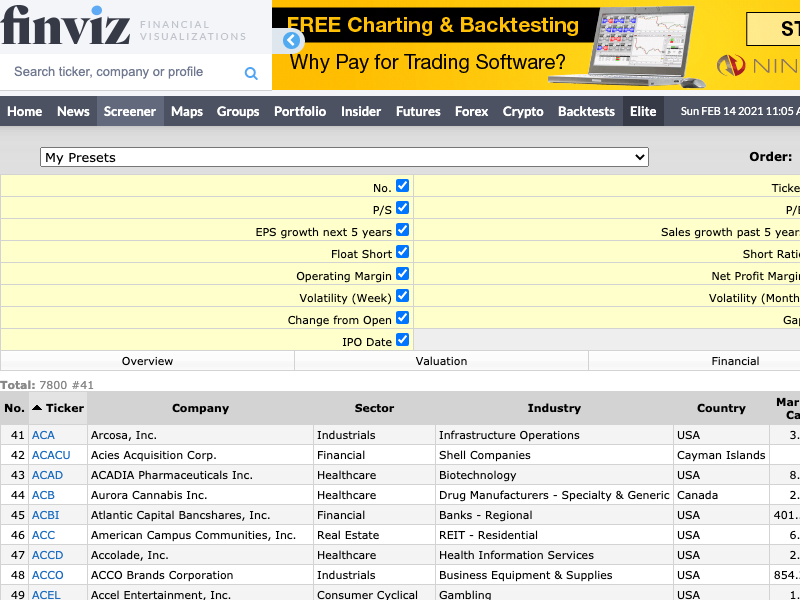 finviz FINANCIAL VISUALIZATIONS
FREE Charting & Backtesting
Why Pay for Trading Software?
Search ticker, company or profile
Home News Screener Maps Groups Portfolio Insider Futures Forex Crypto Backtests Elite Sun FEB 14 2021 11:05 A
My Presets Order:
No. Ticke
P/S P/E
EPS growth next 5 years Sales growth past 5 year
Float Short Short Rati
Operating Margin Net Profit Margi
Volatility (Week) Volatility (Month
Change from Open Gap
IPO Date
Overview Valuation Financial
Total: 7800 #41
No. Ticker Company Sector Industry Country Mar Ca
41 ACA Arcosa, Inc. Industrials Infrastructure Operations USA 3.
42 ACACU Acies Acquisition Corp. Financial Shell Companies Cayman Islands
43 ACAD ACADIA Pharmaceuticals Inc. Healthcare Biotechnology USA 8.
44 ACB Aurora Cannabis Inc. Healthcare Drug Manufacturers - Specialty & Generic Canada 2.
45 ACBI Atlantic Capital Bancshares, Inc. Financial Banks - Regional USA 401.
46 ACC American Campus Communities, Inc. Real Estate REIT - Residential USA 6.
47 ACCD Accolade, Inc. Healthcare Health Information Services USA 2.
48 ACCO ACCO Brands Corporation Industrials Business Equipment & Supplies USA 854.
49 ACEL Accel Entertainment, Inc. Consumer Cyclical Gambling USA 1.